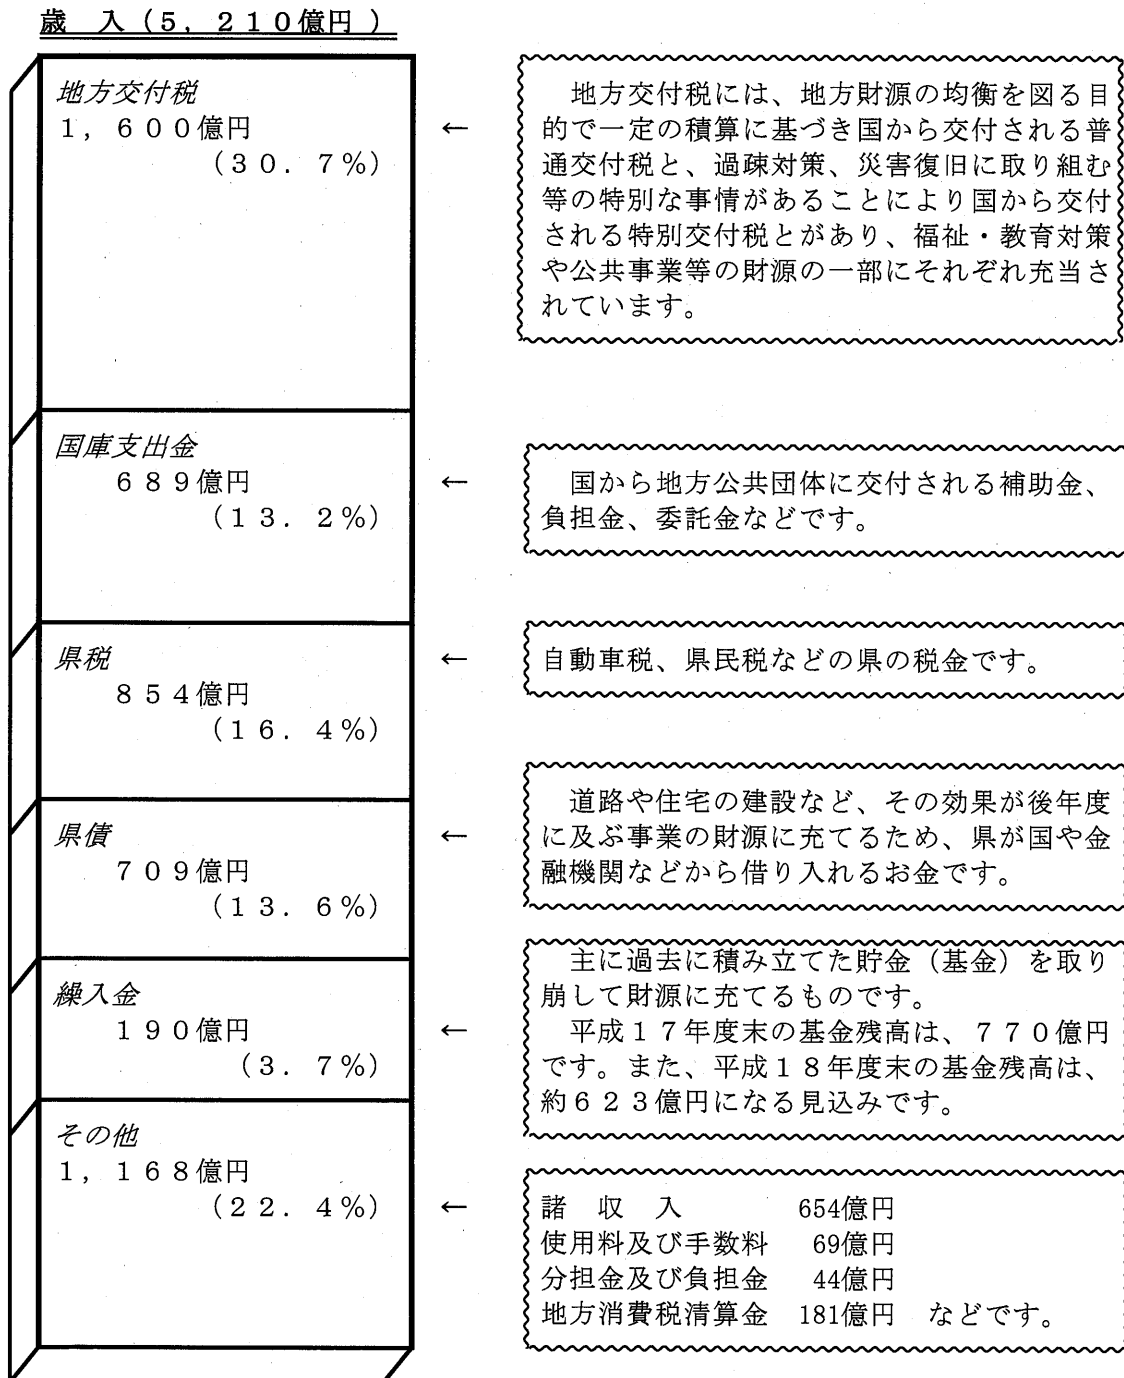 歳　入（５，２１０億円）
地方交付税
１，６００億円
（３０．７％）
←
地方交付税には、地方財源の均衡を図る目
的で一定の積算に基づき国から交付される普
通交付税と、過疎対策、災害復旧に取り組む
等の特別な事情があることにより国から交付
される特別交付税とがあり、福祉・教育対策
や公共事業等の財源の一部にそれぞれ充当さ
れています。
国庫支出金
６８９億円
（１３．２％）
←
国から地方公共団体に交付される補助金、
負担金、委託金などです。
県税
８５４億円
（１６．４％）
←
自動車税、県民税などの県の税金です。
県債
７０９億円
（１３．６％）
←
道路や住宅の建設など、その効果が後年度
に及ぶ事業の財源に充てるため、県が国や金
融機関などから借り入れるお金です。
繰入金
１９０億円
（３．７％）
←
主に過去に積み立てた貯金（基金）を取り
崩して財源に充てるものです。
平成１７年度末の基金残高は、７７０億円
です。また、平成１８年度末の基金残高は、
約６２３億円になる見込みです。
その他
１，１６８億円
（２２．４％）
←
諸　収　入　654億円
使用料及び手数料　69億円
分担金及び負担金　44億円
地方消費税清算金　181億円　などです。